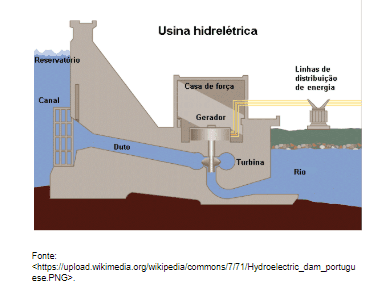 Usina hidrelétrica
Reservatório
Canal
Casa de força
Gerador
Linhas de
distribuição
de energia
Duto
Turbina
Rio
Fonte:
<https://upload.wikimedia.org/wikipedia/commons/7/71/Hydroelectric_dam_portugu
ese.PNG>.